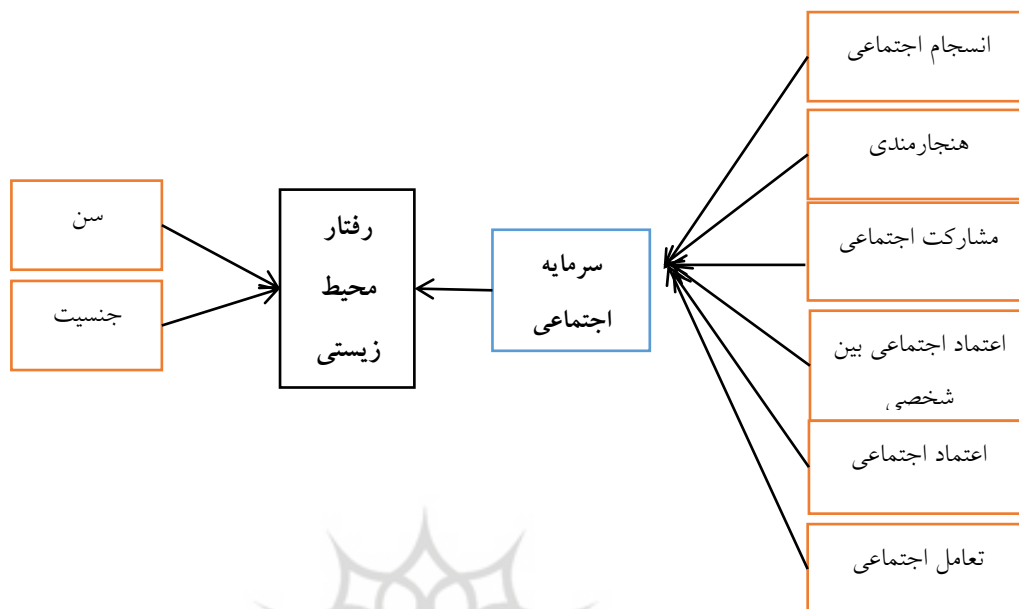 انسجام اجتماعی
هنجارمندی
مشارکت اجتماعی
اعتماد اجتماعی بین
شخصی
اعتماد اجتماعی
تعامل اجتماعی
سرمایه
اجتماعی
رفتار
محیط
زیستی
سن
جنسیت